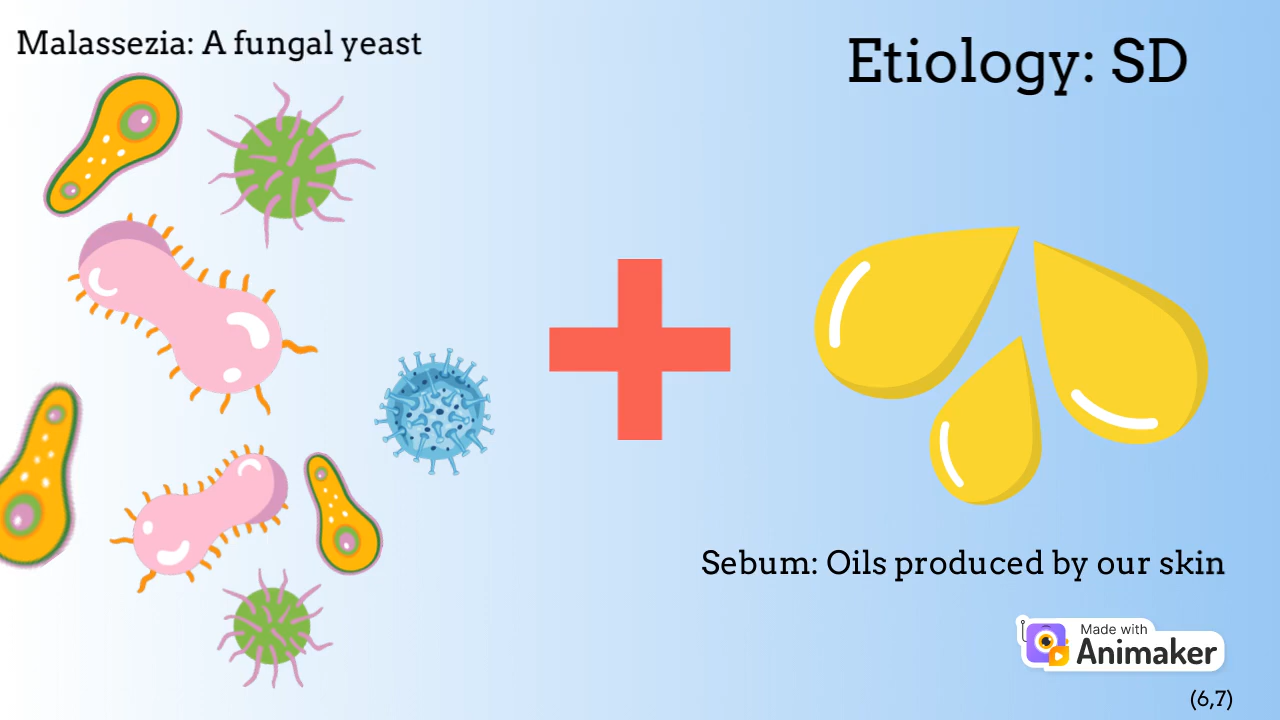 Malassezia: A fungal yeast
Etiology: SD
Sebum: Oils produced by our skin
Made with
Animaker
(6,7)